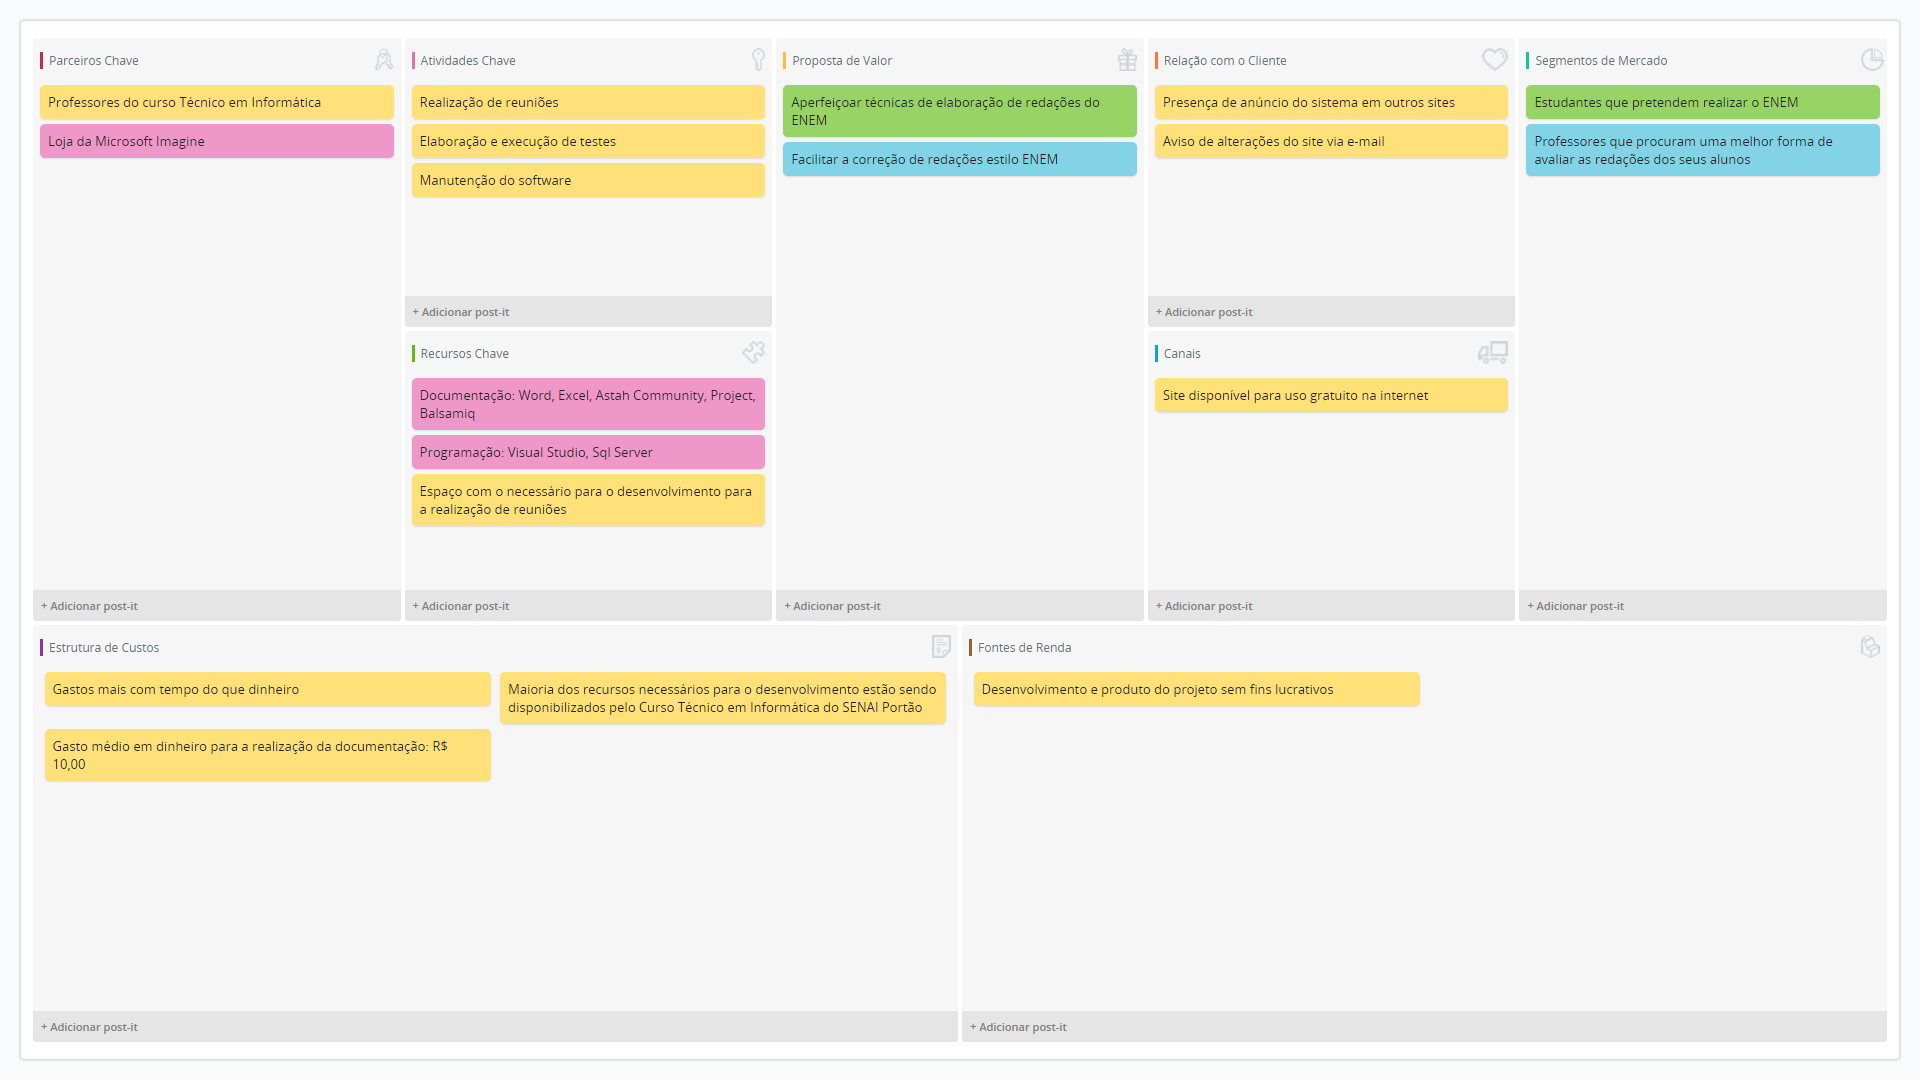 Parceiros Chave
Professores do curso Técnico em Informática
Loja da Microsoft Imagine
+ Adicionar post-it
Atividades Chave
Realização de reuniões
Elaboração e execução de testes
Manutenção do software
+ Adicionar post-it
Recursos Chave
Documentação: Word, Excel, Astah Community, Project,
Balsamiq
Programação: Visual Studio, Sql Server
Espaço com o necessário para o desenvolvimento para
a realização de reuniões
+ Adicionar post-it
Proposta de Valor
Aperfeiçoar técnicas de elaboração de redações do
ENEM
Facilitar a correção de redações estilo ENEM
+ Adicionar post-it
Relação com o Cliente
Presença de anúncio do sistema em outros sites
Aviso de alterações do site via e-mail
+ Adicionar post-it
Canais
Site disponível para uso gratuito na internet
+ Adicionar post-it
Segmentos de Mercado
Estudantes que pretendem realizar o ENEM
Professores que procuram uma melhor forma de
avaliar as redações dos seus alunos
+ Adicionar post-it
Estrutura de Custos
Gastos mais com tempo do que dinheiro
Maioria dos recursos necessários para o desenvolvimento estão sendo
disponibilizados pelo Curso Técnico em Informática do SENAI Portão
Gasto médio em dinheiro para a realização da documentação: R$
10,00
+ Adicionar post-it
Fontes de Renda
Desenvolvimento e produto do projeto sem fins lucrativos
+ Adicionar post-it